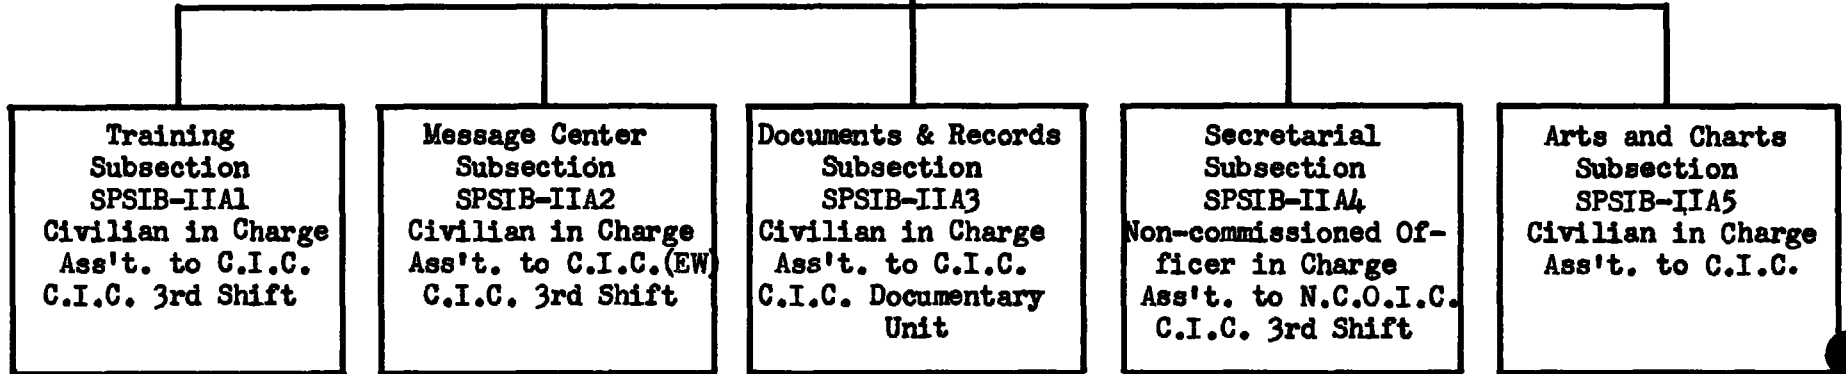 Training
Subsection
SPSIB-IIA1
Civilian in Charge
Ass't. to C.I.C.
C.I.C. 3rd Shift
Message Center
Subsection
SPSIB-IIA2
Civilian in Charge
Ass't. to C.I.C.(EW)
C.I.C. 3rd Shift
Documents & Records
Subsection
SPSIB-IIA3
Civilian in Charge
Ass't. to C.I.C.
C.I.C. Documentary
Unit
Secretarial
Subsection
SPSIB-IIA4
Non-commissioned Of-
ficer in Charge
Ass't. to N.C.O.I.C.
C.I.C. 3rd Shift
Arts and Charts
Subsection
SPSIB-IIA5
Civilian in Charge
Ass't. to C.I.C.